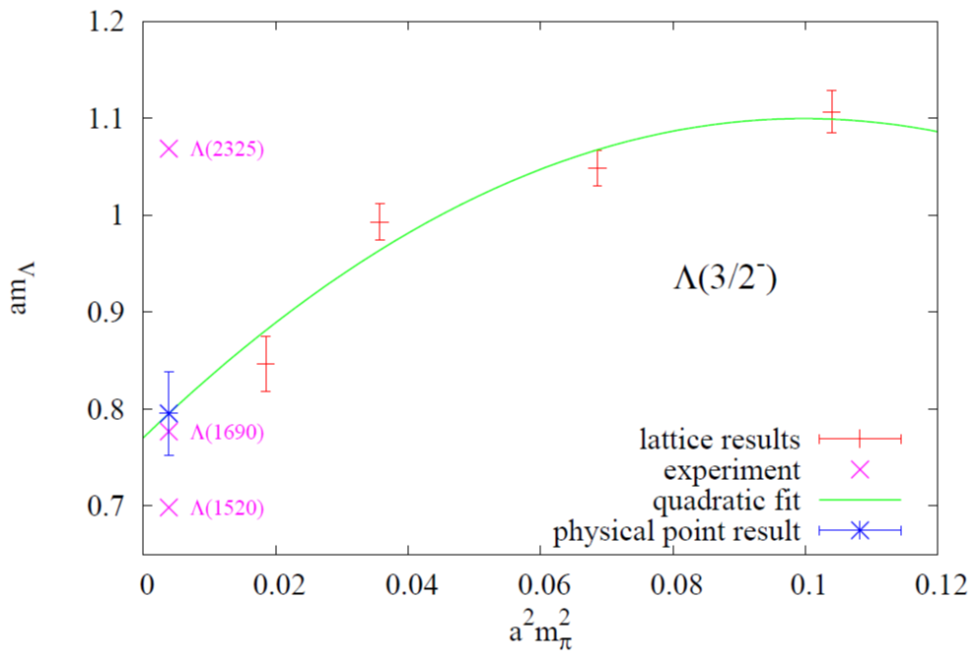 1.2
1.1
1
0.9
0.8
0.7
am_Λ
Λ(2325)
Λ(1690)
Λ(1520)
Λ(3/2⁻)
lattice results
experiment
quadratic fit
physical point result
0 0.02 0.04 0.06 0.08 0.1 0.12
a²m²_π